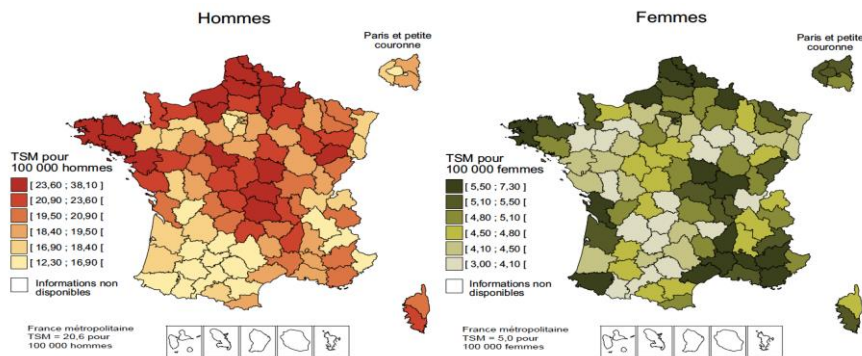 Hommes
Paris et petite
couronne
TSM pour
100 000 hommes
[ 23,60 ; 38,10 [
[ 20,90 ; 23,60 [
[ 19,50 ; 20,90 [
[ 18,40 ; 19,50 [
[ 16,90 ; 18,40 [
[ 12,30 ; 16,90 [
Informations non
disponibles
France métropolitaine
TSM = 20,6 pour
100 000 hommes
Femmes
Paris et petite
couronne
TSM pour
100 000 femmes
[ 5,50 ; 7,30 [
[ 5,10 ; 5,50 [
[ 4,80 ; 5,10 [
[ 4,50 ; 4,80 [
[ 4,10 ; 4,50 [
[ 3,00 ; 4,10 [
Informations non
disponibles
France métropolitaine
TSM = 5,0 pour
100 000 femmes